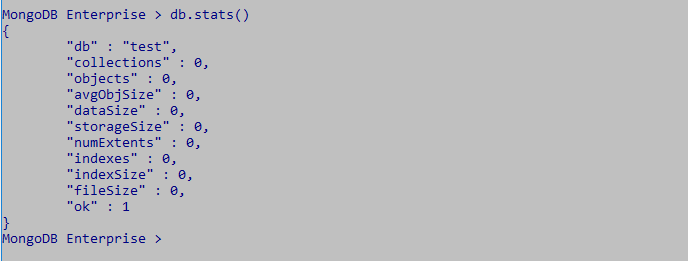 MongoDB Enterprise > db.stats()
{
        "db" : "test",
        "collections" : 0,
        "objects" : 0,
        "avgObjSize" : 0,
        "dataSize" : 0,
        "storageSize" : 0,
        "numExtents" : 0,
        "indexes" : 0,
        "indexSize" : 0,
        "fileSize" : 0,
        "ok" : 1
}
MongoDB Enterprise >